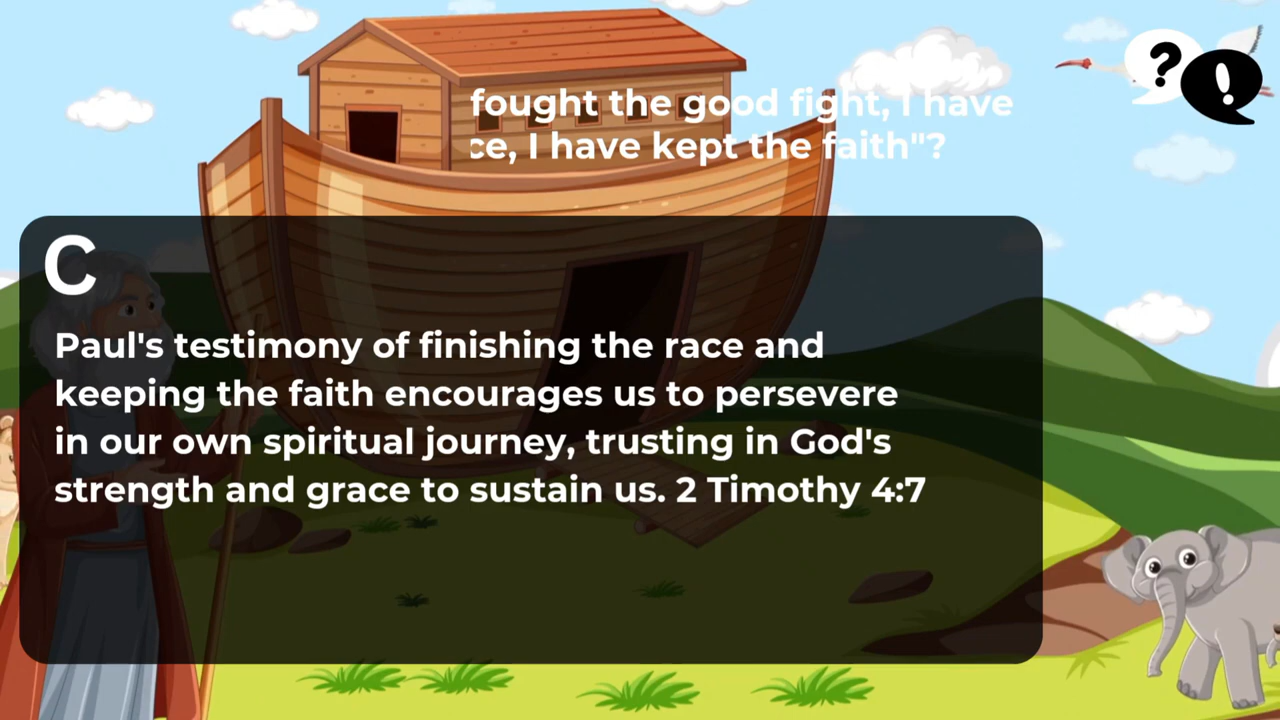 fought the good fight, I have
ce, I have kept the faith"?
? !
C
Paul's testimony of finishing the race and
keeping the faith encourages us to persevere
in our own spiritual journey, trusting in God's
strength and grace to sustain us. 2 Timothy 4:7